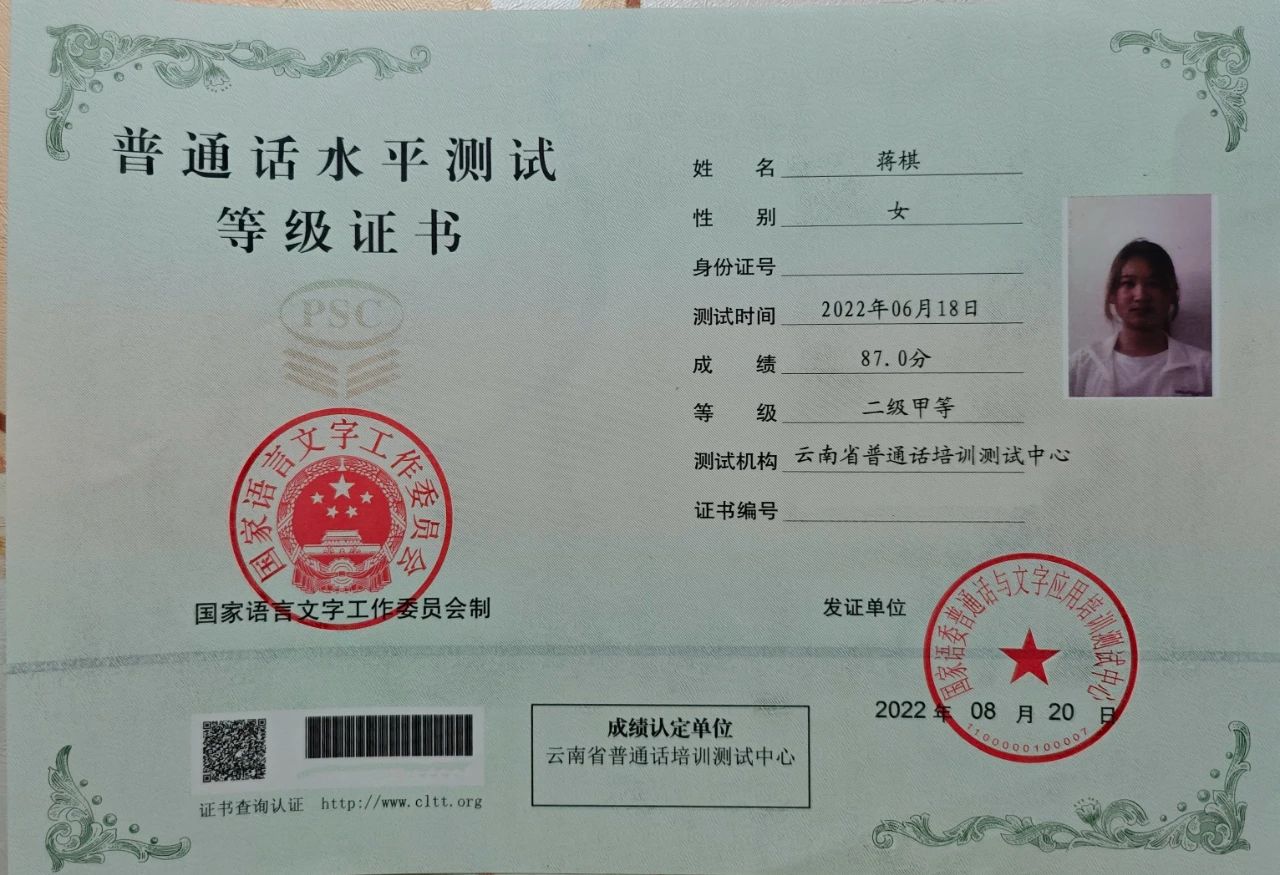 普通话水平测试
等级证书
PSC
国家语言文字工作委员会
国家语言文字工作委员会制
证书查询认证 http://www.cltt.org
姓 名 蒋棋
性 别 女
身份证号
测试时间 2022年06月18日
成 绩 87.0分
等 级 二级甲等
测试机构 云南省普通话培训测试中心
证书编号
发证单位
国家语委普通话与文字应用培训测试中心
2022 年 08 月 20 日
1100000100007
成绩认定单位
云南省普通话培训测试中心